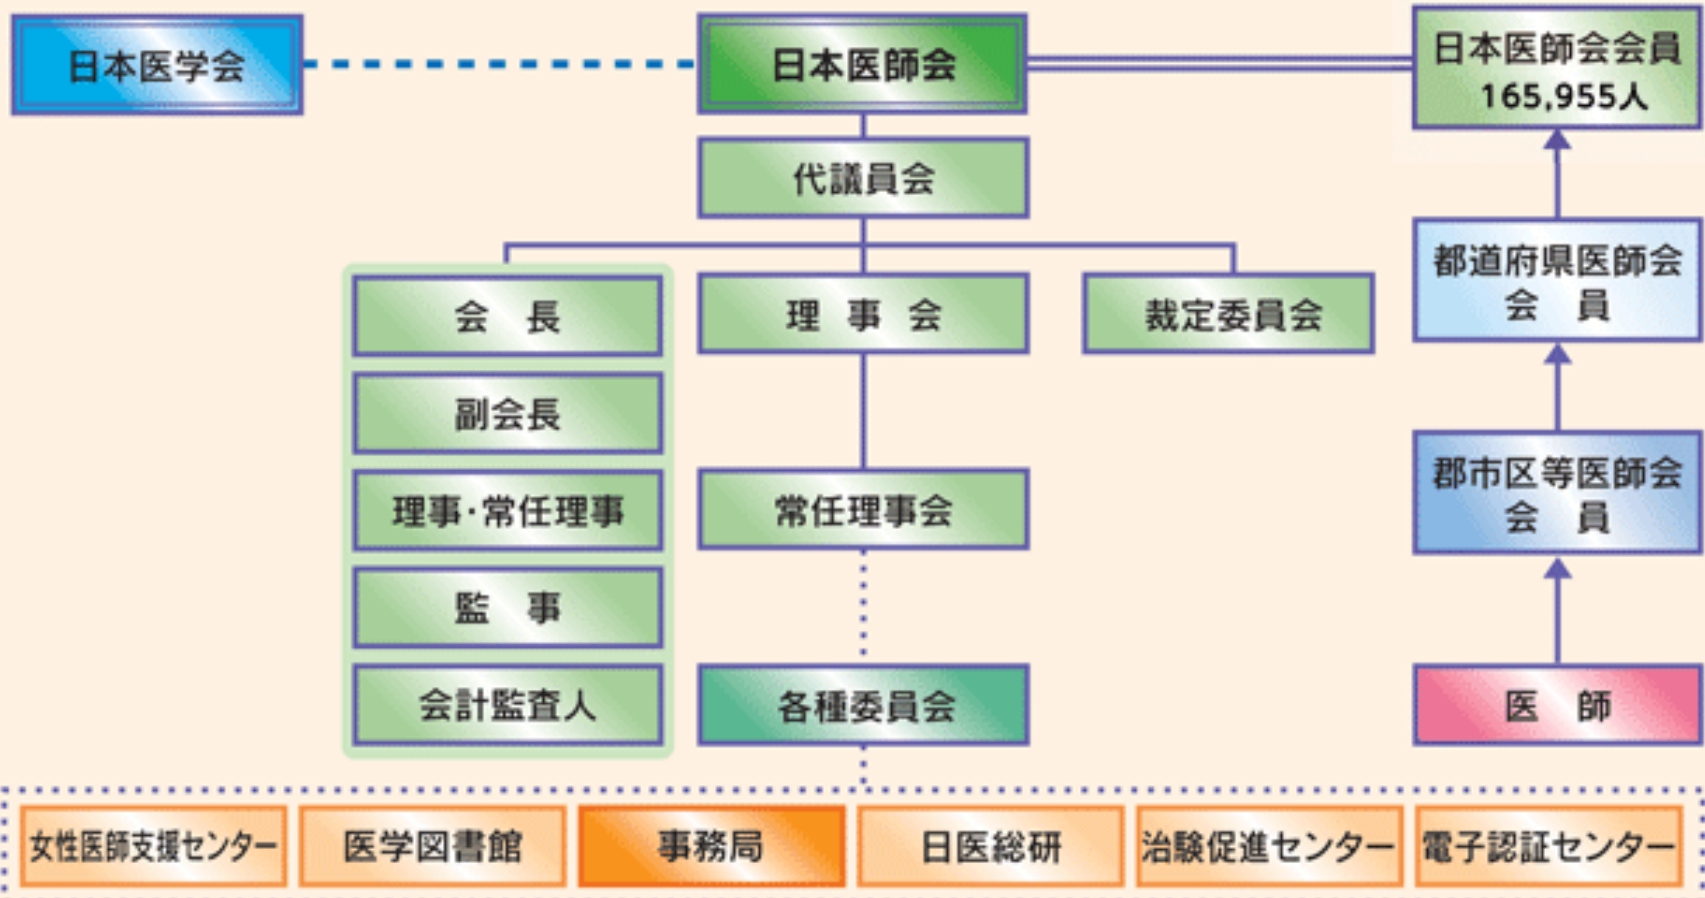 日本医学会
日本医師会
日本医師会会員
165,955人
代議員会
都道府県医師会
会　員
会　長
理　事　会
裁定委員会
副会長
郡市区等医師会
会　員
理事・常任理事
常任理事会
監　事
会計監査人
各種委員会
医　師
女性医師支援センター
医学図書館
事務局
日医総研
治験促進センター
電子認証センター